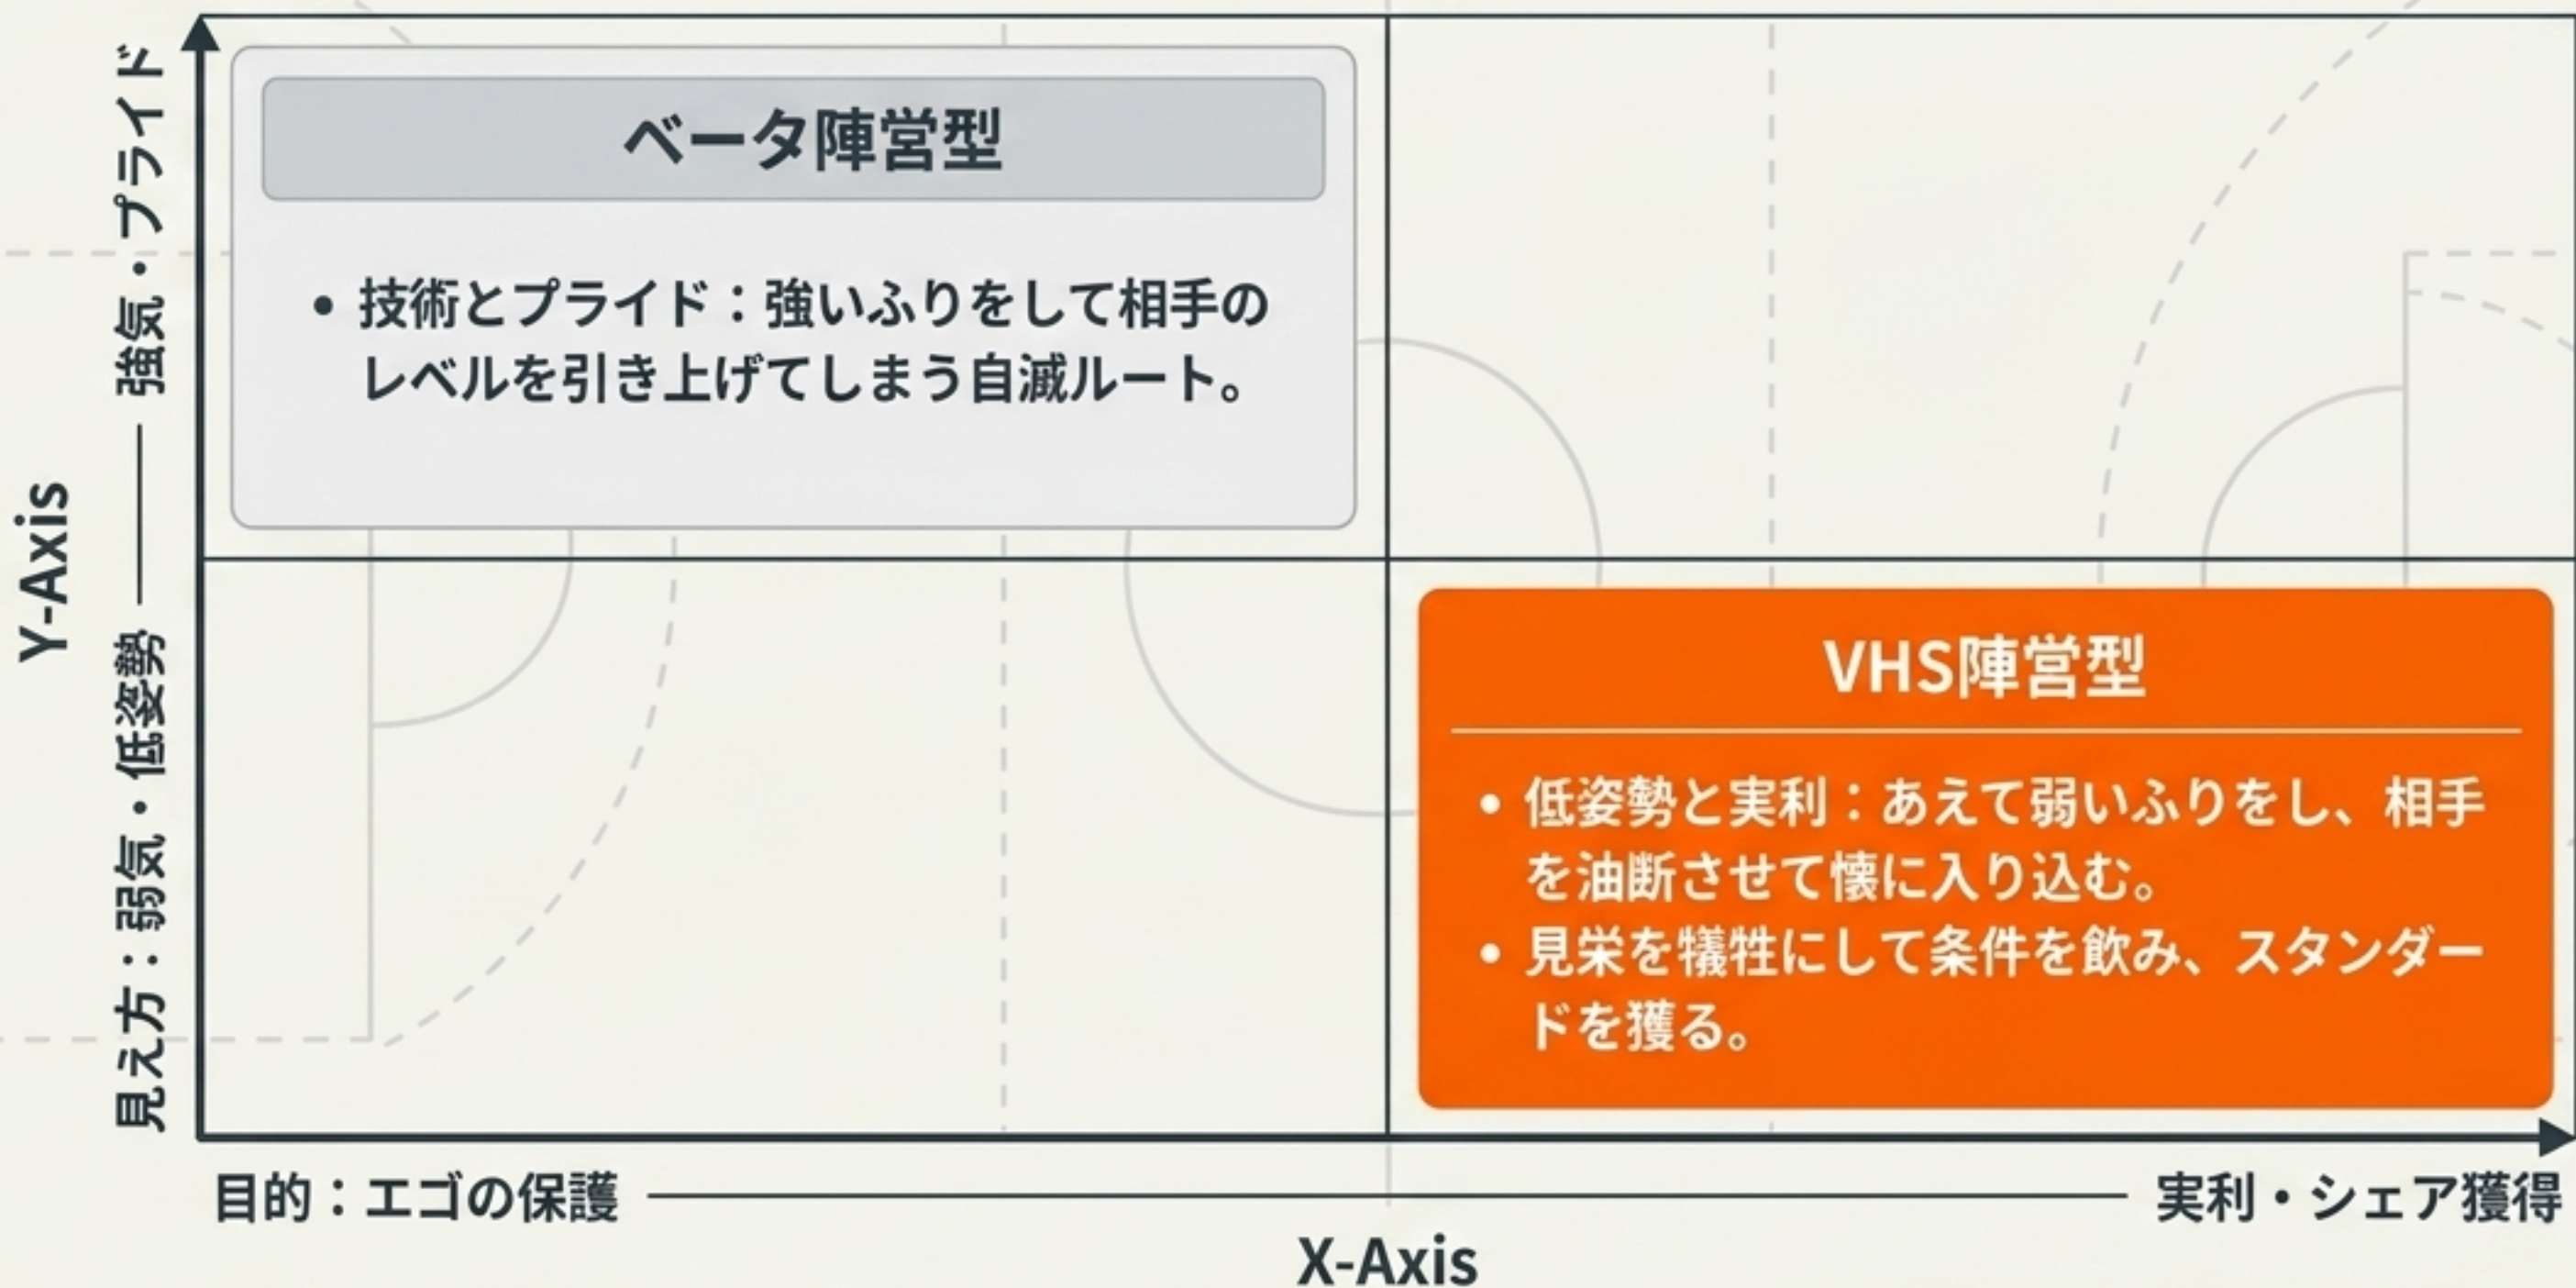 ベータ陣営型
• 技術とプライド：強いふりをして相手の
レベルを引き上げてしまう自滅ルート。
VHS陣営型
• 低姿勢と実利：あえて弱いふりをし、相手
を油断させて懐に入り込む。
• 見栄を犠牲にして条件を飲み、スタンダー
ドを獲る。
Y-Axis
見え方：弱気・低姿勢 —— 強気・プライド
目的：エゴの保護 —— 実利・シェア獲得
X-Axis